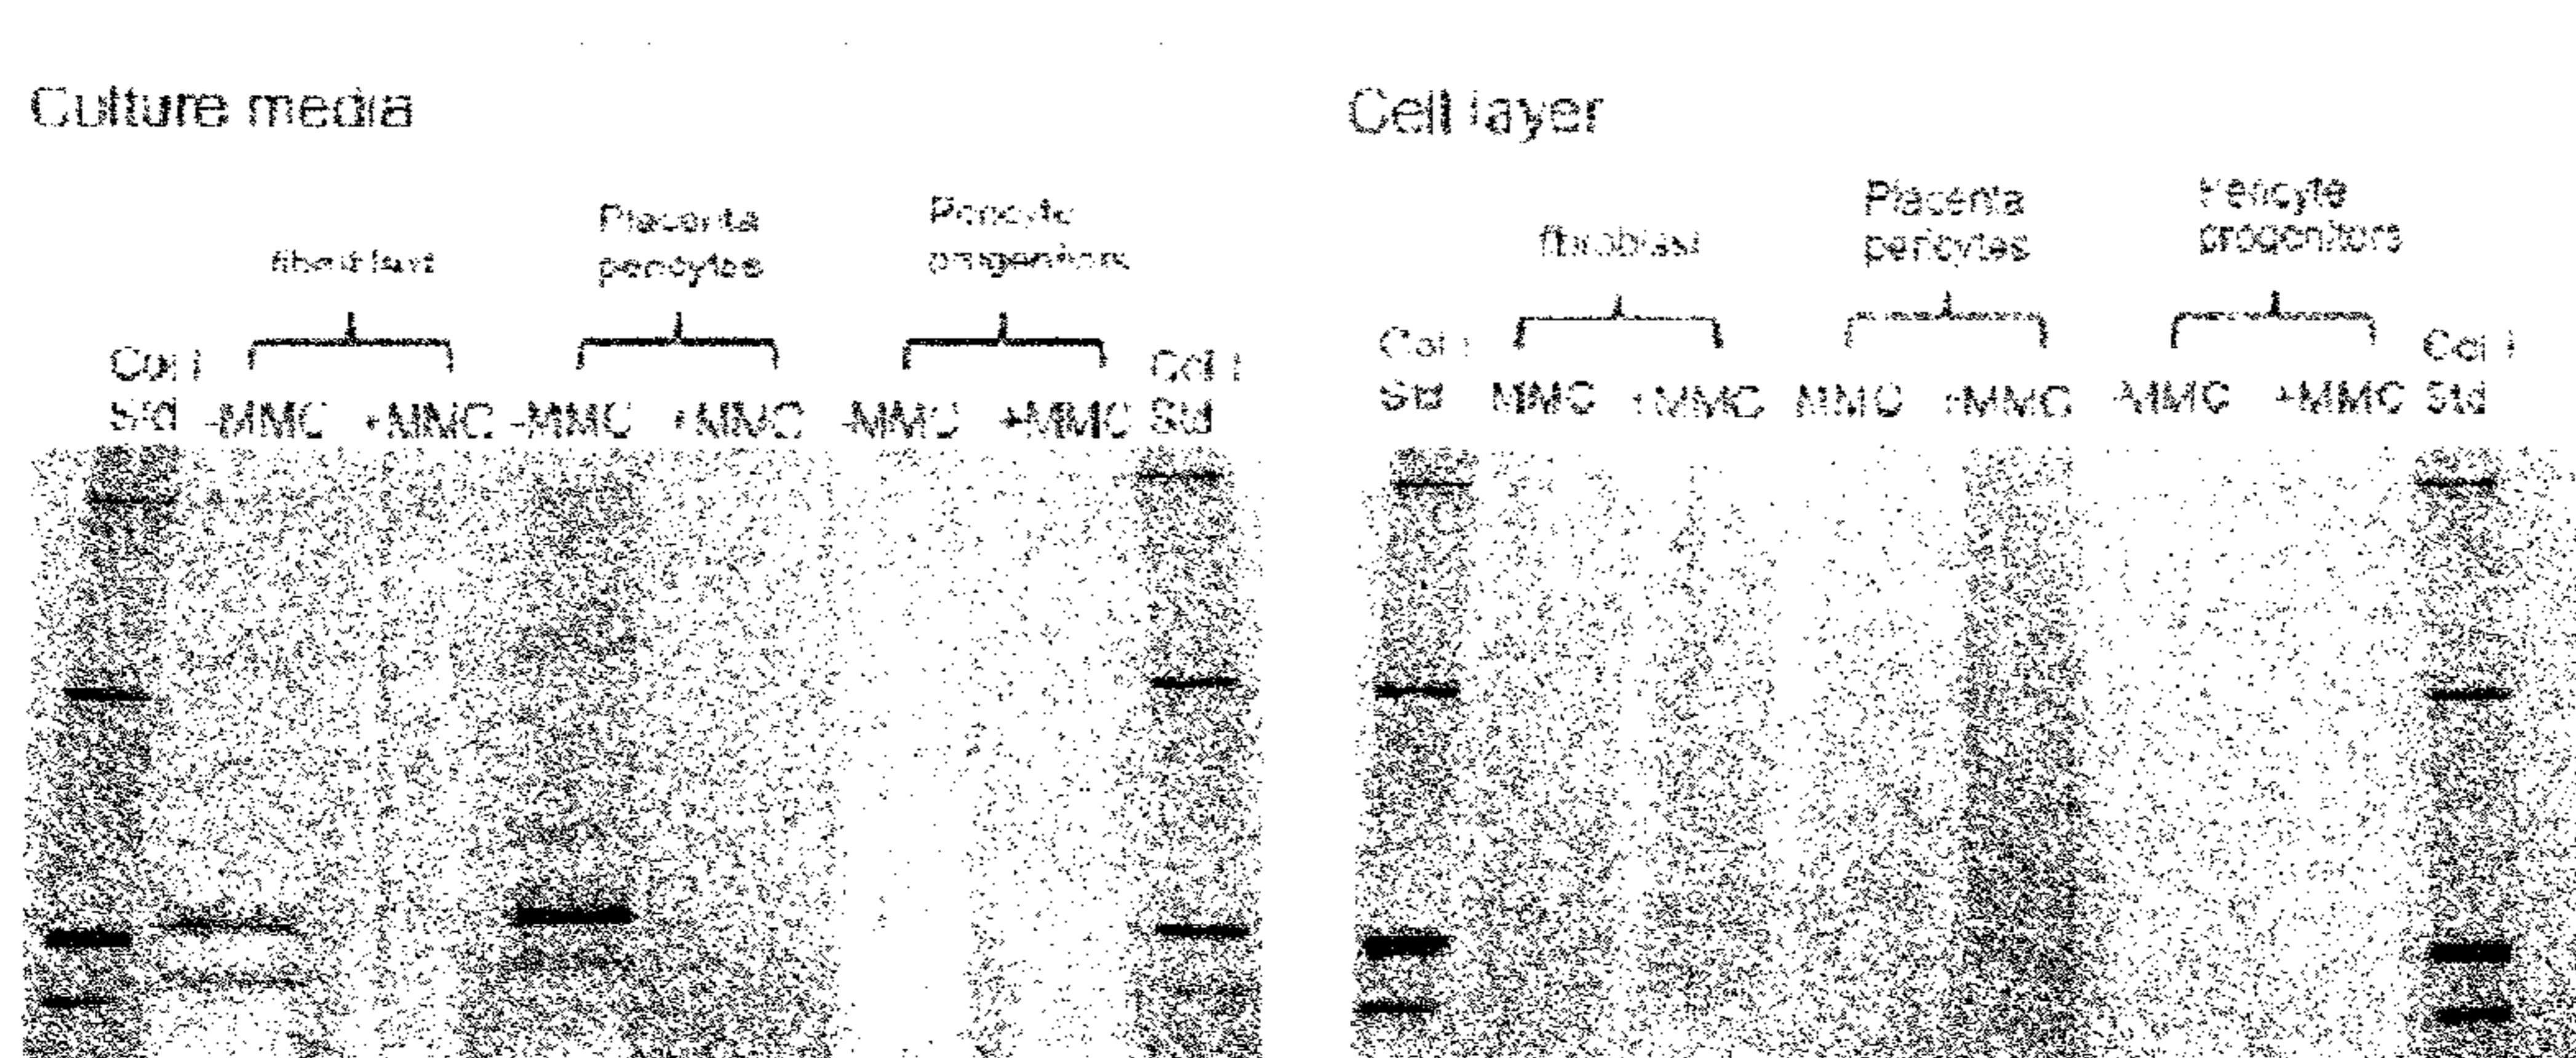 Culture media
Cell layer
Placenta
pericytes
Pericyte
progenitors
fibroblast
Col I
Std
-MMC
+MMC
-MMC
+MMC
-MMC
+MMC
Col I
Std
fibroblast
Placenta
pericytes
Pericyte
progenitors
Col I
Std
MMC
+MMC
MMC
+MMC
-MMC
+MMC
Col I
Std